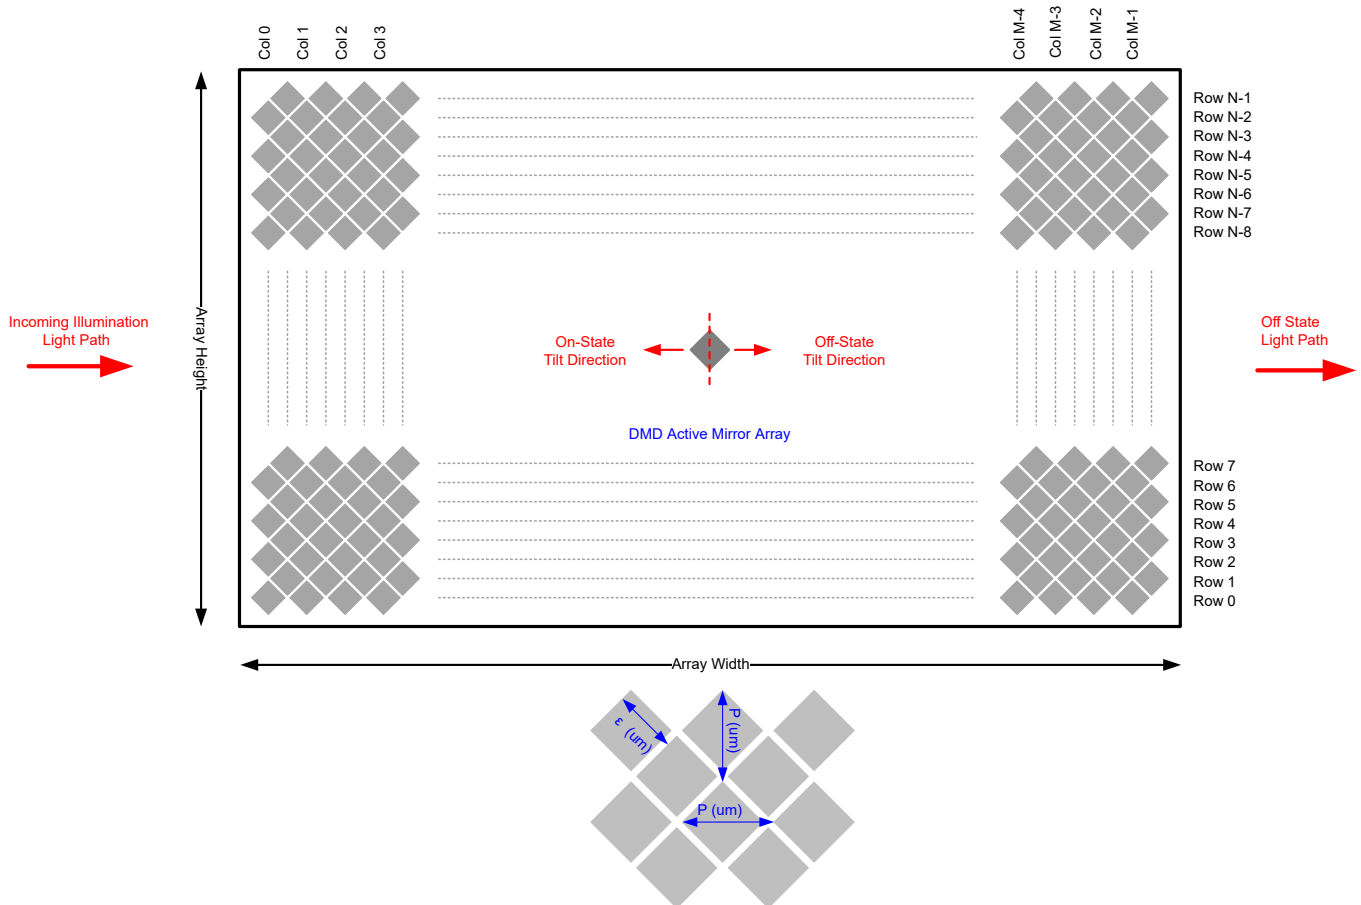 Col 0
Col 1
Col 2
Col 3
Col M-4
Col M-3
Col M-2
Col M-1
Row N-1
Row N-2
Row N-3
Row N-4
Row N-5
Row N-6
Row N-7
Row N-8
Incoming Illumination
Light Path
Array Height
On-State
Tilt Direction
Off-State
Tilt Direction
Off State
Light Path
DMD Active Mirror Array
Row 7
Row 6
Row 5
Row 4
Row 3
Row 2
Row 1
Row 0
Array Width
ε (um)
P (um)
P (um)